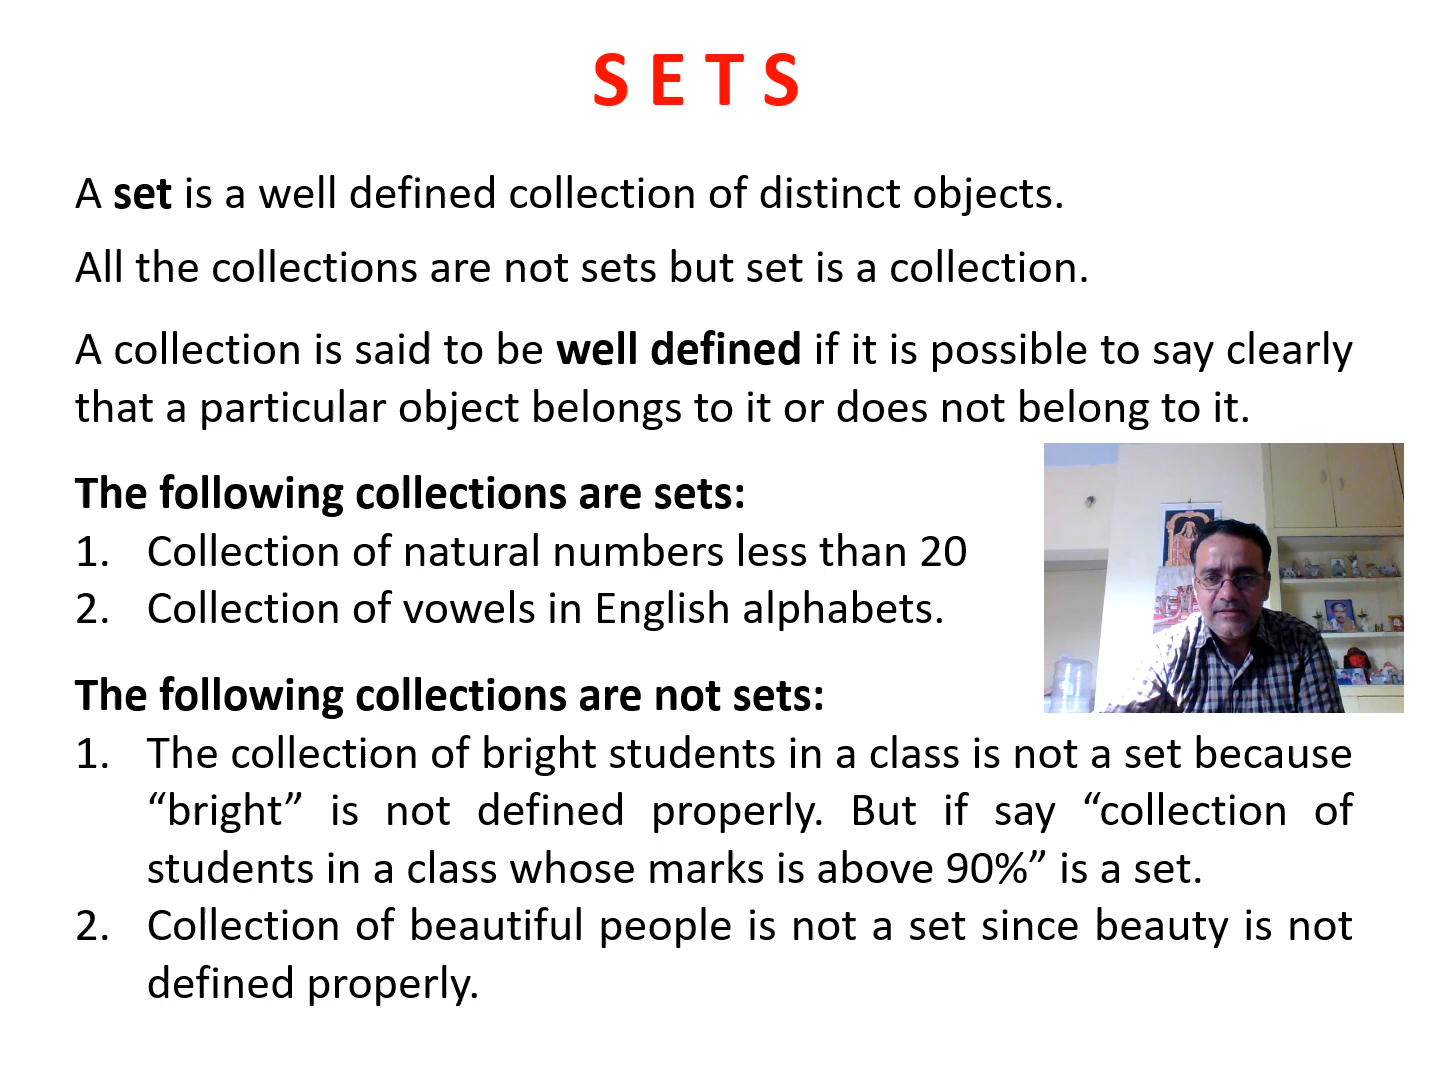 S E T S
A set is a well defined collection of distinct objects.
All the collections are not sets but set is a collection.
A collection is said to be well defined if it is possible to say clearly
that a particular object belongs to it or does not belong to it.
The following collections are sets:
1. Collection of natural numbers less than 20
2. Collection of vowels in English alphabets.
The following collections are not sets:
1. The collection of bright students in a class is not a set because
“bright” is not defined properly. But if say “collection of
students in a class whose marks is above 90%” is a set.
2. Collection of beautiful people is not a set since beauty is not
defined properly.